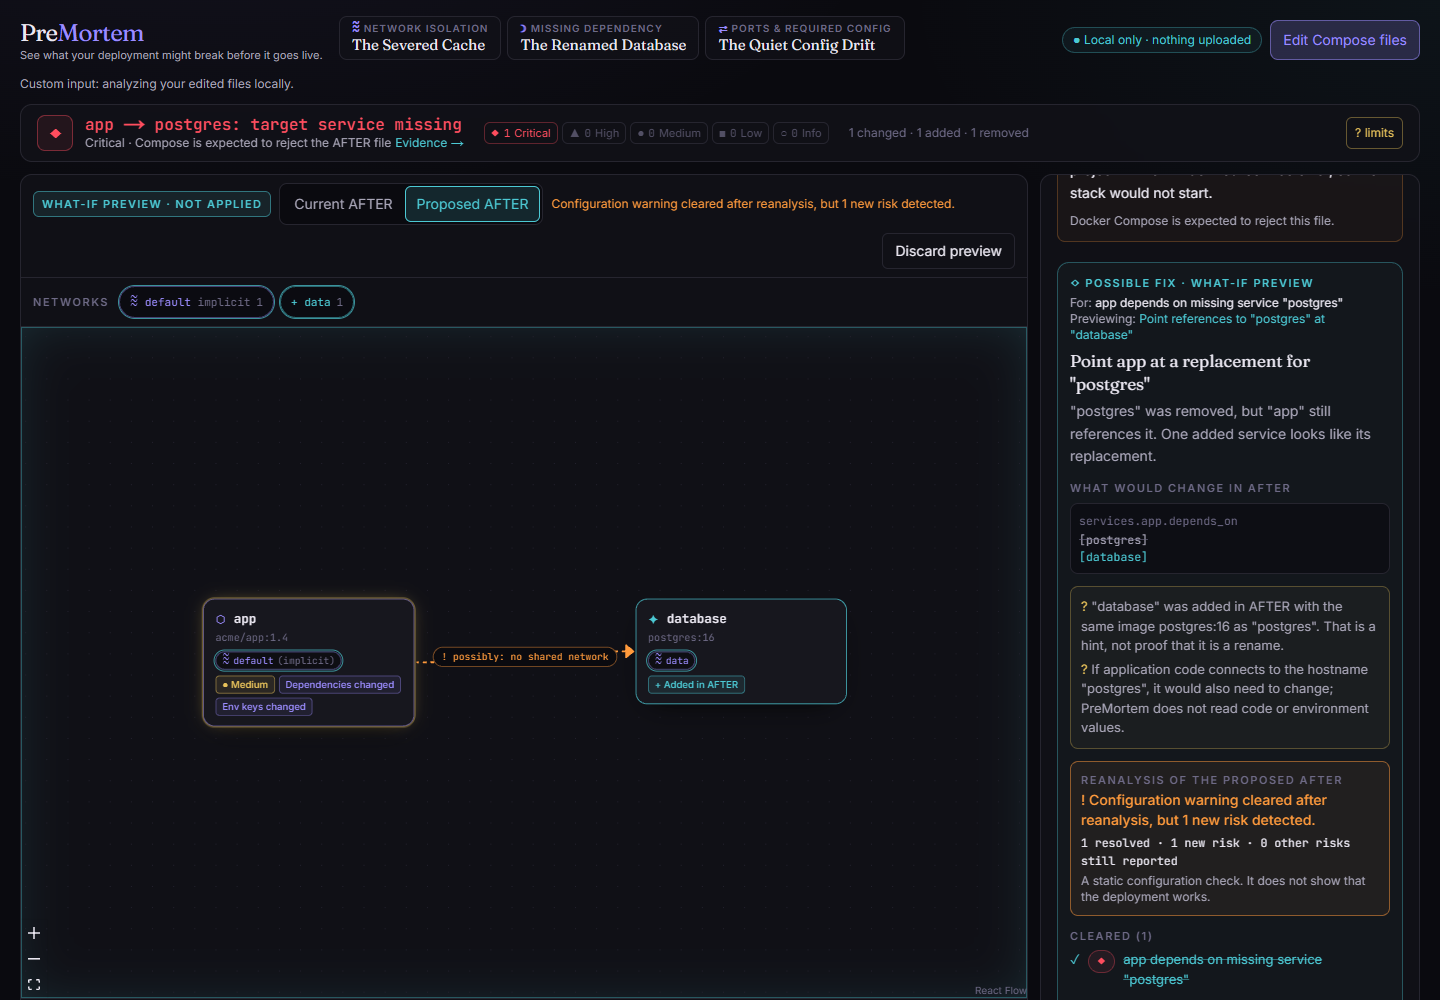 PreMortem
See what your deployment might break before it goes live.
NETWORK ISOLATION
The Severed Cache
MISSING DEPENDENCY
The Renamed Database
PORTS & REQUIRED CONFIG
The Quiet Config Drift
Local only · nothing uploaded
Edit Compose files
Custom input: analyzing your edited files locally.
app → postgres: target service missing
Critical · Compose is expected to reject the AFTER file Evidence →
1 Critical
0 High
0 Medium
0 Low
0 Info
1 changed · 1 added · 1 removed
? limits
WHAT-IF PREVIEW · NOT APPLIED
Current AFTER
Proposed AFTER
Configuration warning cleared after reanalysis, but 1 new risk detected.
Discard preview
NETWORKS
default implicit 1
+ data 1
app
acme/app:1.4
default (implicit)
Medium
Dependencies changed
Env keys changed
! possibly: no shared network
database
postgres:16
data
+ Added in AFTER
React Flow
stack would not start.
Docker Compose is expected to reject this file.
POSSIBLE FIX · WHAT-IF PREVIEW
For: app depends on missing service "postgres"
Previewing: Point references to "postgres" at
"database"
Point app at a replacement for
"postgres"
"postgres" was removed, but "app" still
references it. One added service looks like its
replacement.
WHAT WOULD CHANGE IN AFTER
services.app.depends_on
[postgres]
[database]
? "database" was added in AFTER with the
same image postgres:16 as "postgres". That is a
hint, not proof that it is a rename.
? If application code connects to the hostname
"postgres", it would also need to change;
PreMortem does not read code or environment
values.
REANALYSIS OF THE PROPOSED AFTER
! Configuration warning cleared after
reanalysis, but 1 new risk detected.
1 resolved · 1 new risk · 0 other risks
still reported
A static configuration check. It does not show that
the deployment works.
CLEARED (1)
✓ app depends on missing service
"postgres"